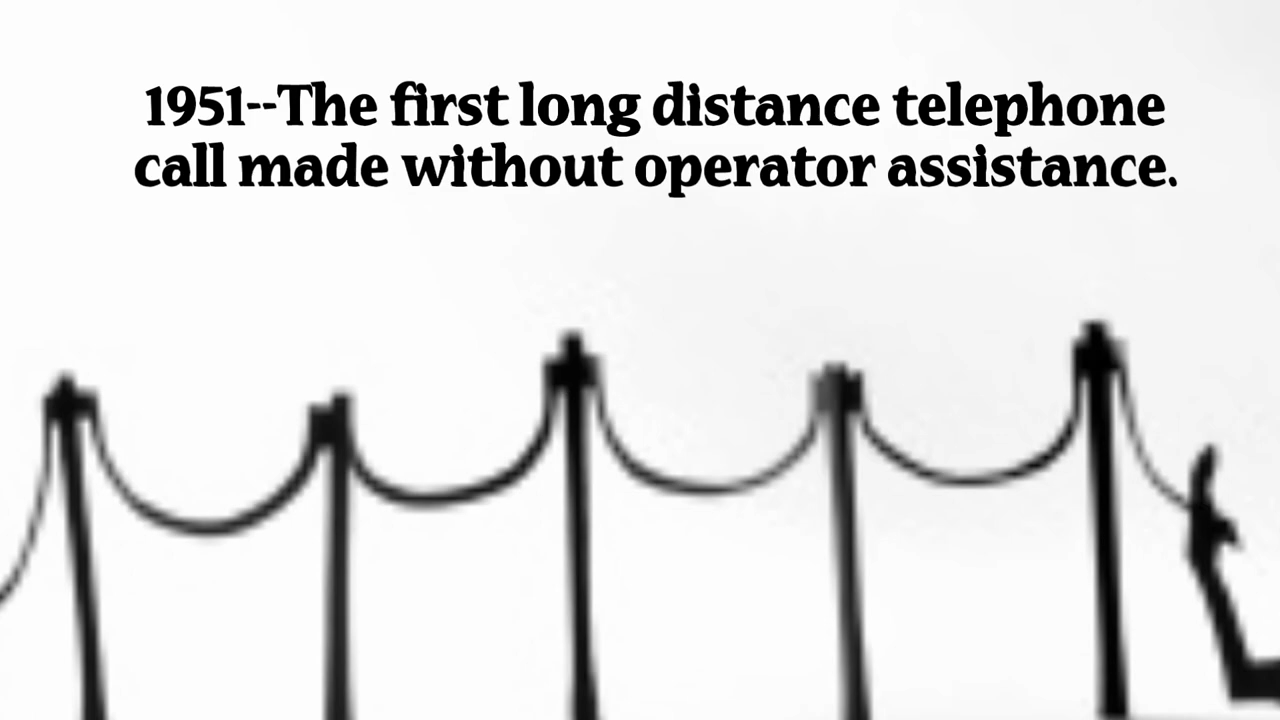 1951--The first long distance telephone
call made without operator assistance.